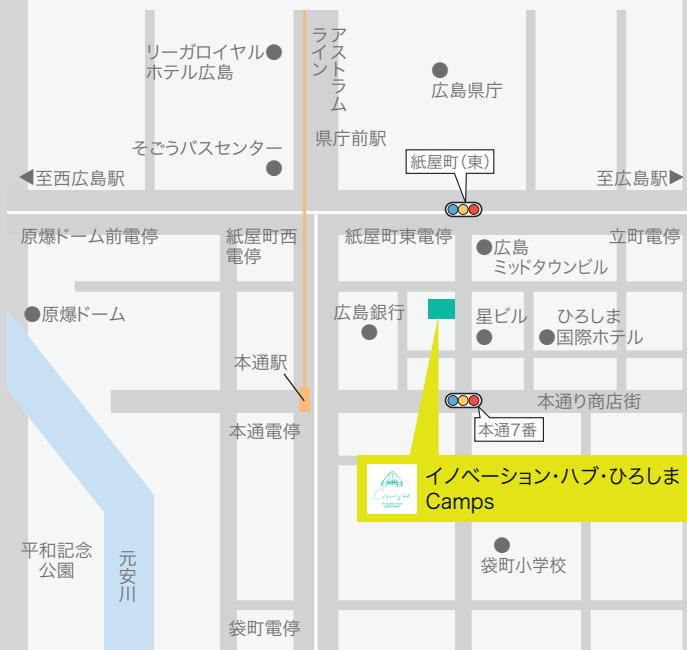 アストラム
ライン
リーガロイヤル
ホテル広島
広島県庁
県庁前駅
そごうバスセンター
紙屋町(東)
至西広島駅
至広島駅
原爆ドーム前電停
紙屋町西
電停
紙屋町東電停
立町電停
広島
ミッドタウンビル
原爆ドーム
広島銀行
星ビル
ひろしま
国際ホテル
本通駅
本通り商店街
本通電停
本通7番
イノベーション・ハブ・ひろしま
Camps
Camps
平和記念
公園
元安川
袋町小学校
袋町電停